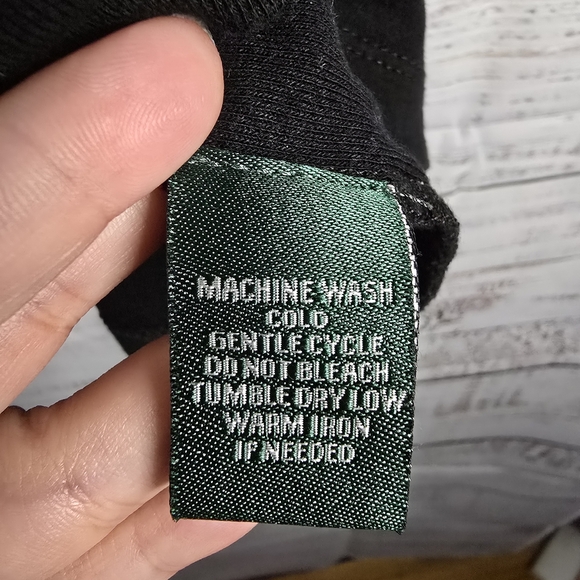 MACHINE WASH
COLD
GENTLE CYCLE
DO NOT BLEACH
TUMBLE DRY LOW
WARM IRON
IF NEEDED